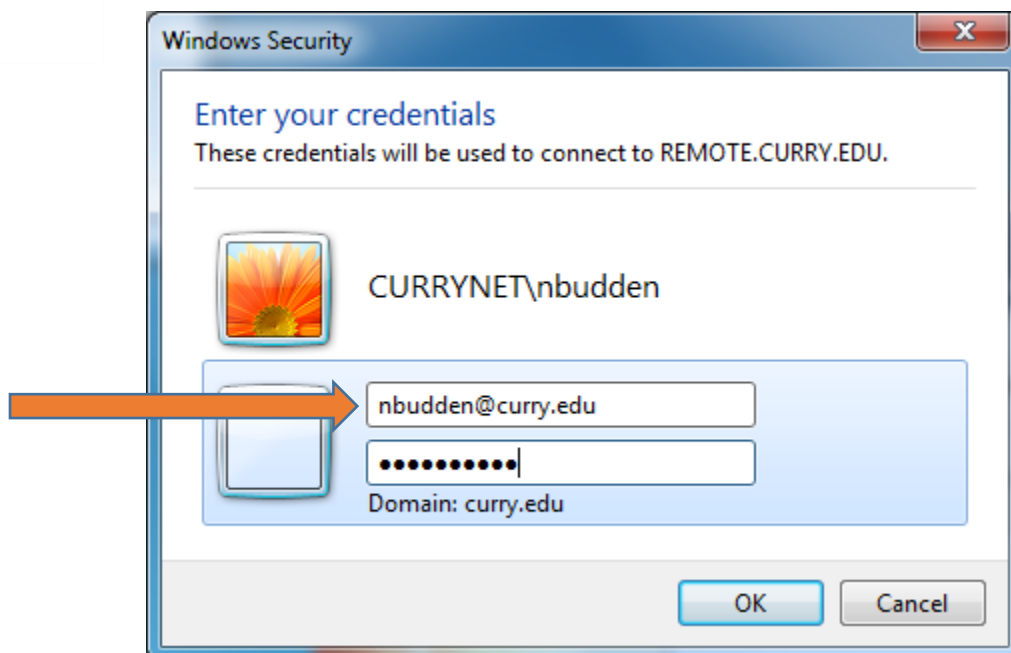 Windows Security
Enter your credentials
These credentials will be used to connect to REMOTE.CURRY.EDU.
CURRYNET\nbudden
nbudden@curry.edu
●●●●●●●●●●
Domain: curry.edu
OK Cancel